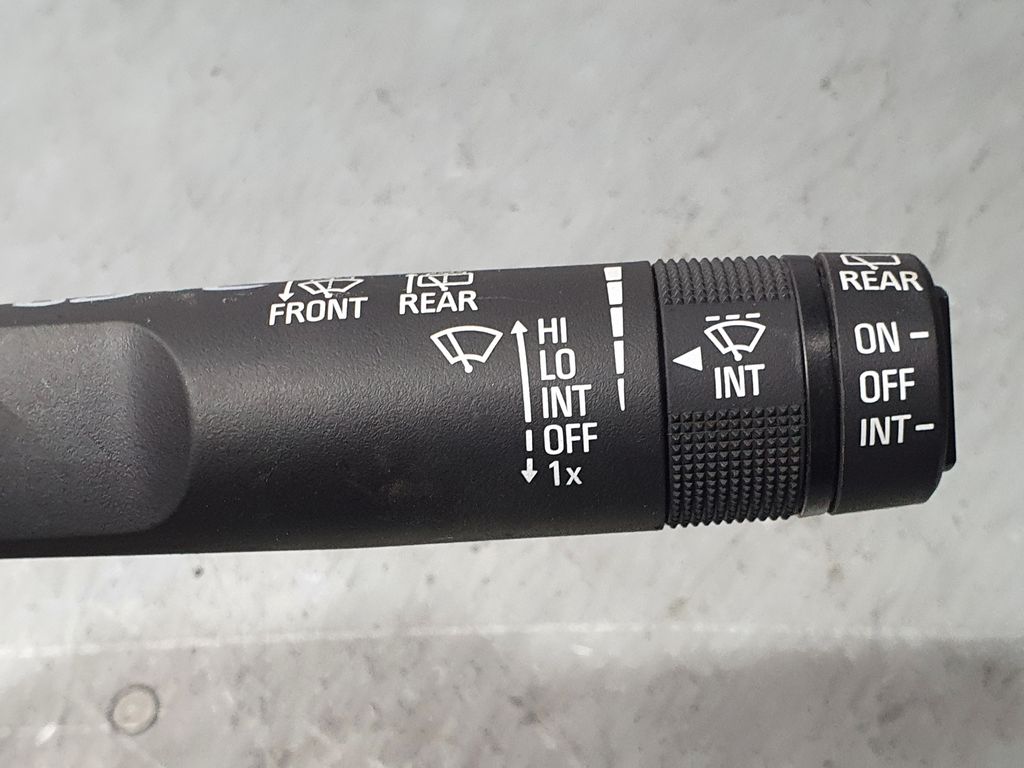 FRONT
REAR
HI
LO
INT
OFF
1x
INT
REAR
ON
OFF
INT